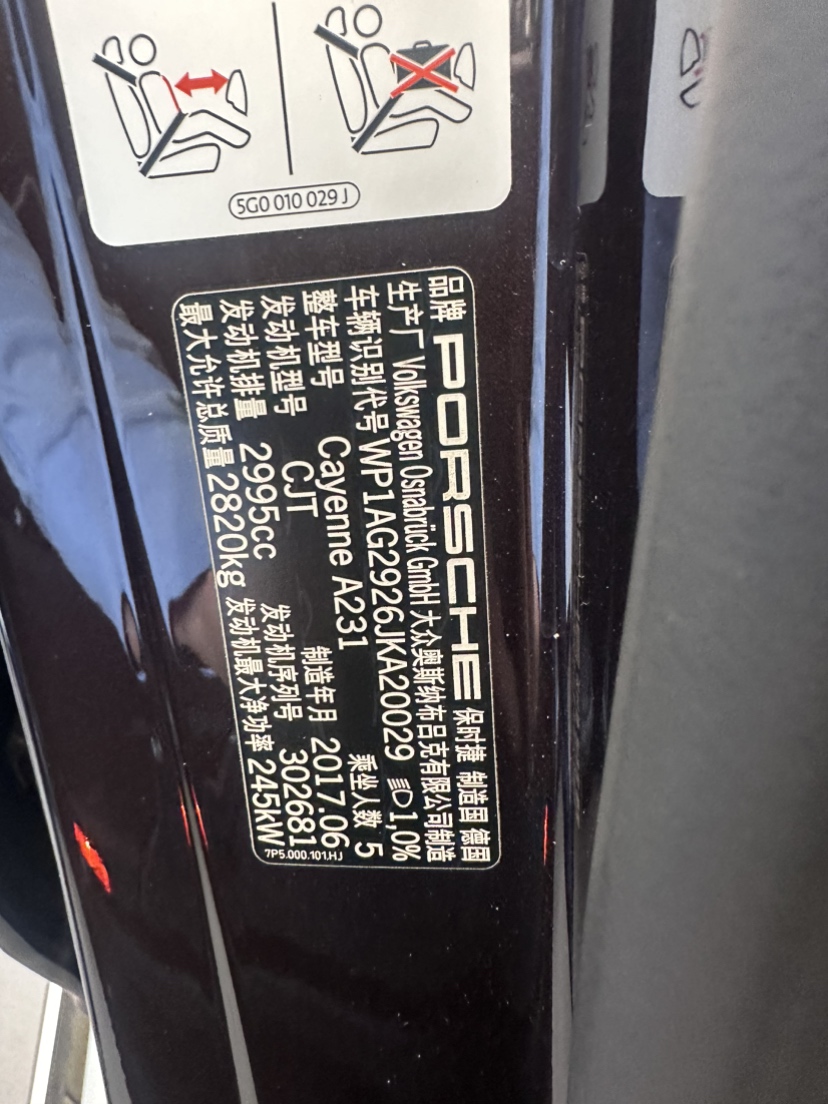 5G0 010 029 J
品牌 PORSCHE 保时捷 制造国 德国
生产厂 Volkswagen Osnabrück GmbH 大众奥斯纳布吕克有限公司制造
车辆识别代号 WP1AG2926JKA20029 1,0%
整车型号 Cayenne A231 乘坐人数 5
发动机型号 CJT 制造年月 2017.06
发动机排量 2995cc 发动机序列号 302681
最大允许总质量 2820kg 发动机最大净功率 245kW
7P5.000.101.HJ